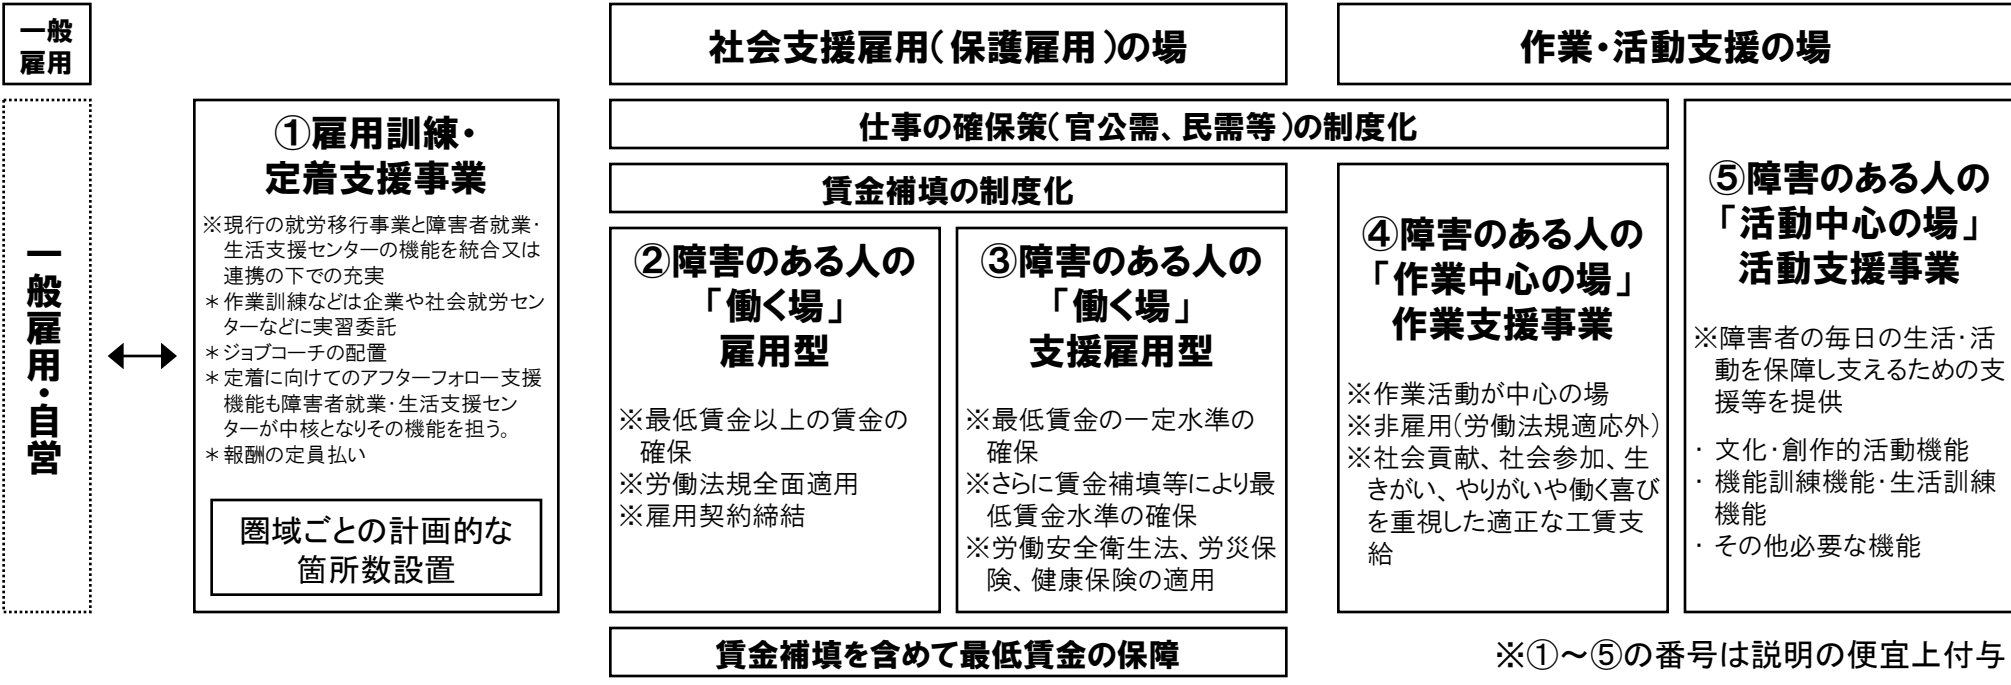 一般
雇用
社会支援雇用(保護雇用)の場
作業・活動支援の場
一般雇用・自営
①雇用訓練・
定着支援事業
※現行の就労移行事業と障害者就業・
生活支援センターの機能を統合又は
連携の下での充実
＊作業訓練などは企業や社会就労セン
ターなどに実習委託
＊ジョブコーチの配置
＊定着に向けてのアフターフォロー支援
機能も障害者就業・生活支援セン
ターが中核となりその機能を担う。
＊報酬の定員払い
圏域ごとの計画的な
箇所数設置
仕事の確保策(官公需、民需等)の制度化
賃金補填の制度化
②障害のある人の
「働く場」
雇用型
※最低賃金以上の賃金の
確保
※労働法規全面適用
※雇用契約締結
③障害のある人の
「働く場」
支援雇用型
※最低賃金の一定水準の
確保
※さらに賃金補填等により最
低賃金水準の確保
※労働安全衛生法、労災保
険、健康保険の適用
④障害のある人の
「作業中心の場」
作業支援事業
※作業活動が中心の場
※非雇用(労働法規適応外)
※社会貢献、社会参加、生
きがい、やりがいや働く喜び
を重視した適正な工賃支
給
⑤障害のある人の
「活動中心の場」
活動支援事業
※障害者の毎日の生活・活
動を保障し支えるための支
援等を提供
・文化・創作的活動機能
・機能訓練機能・生活訓練
機能
・その他必要な機能
賃金補填を含めて最低賃金の保障
※①～⑤の番号は説明の便宜上付与